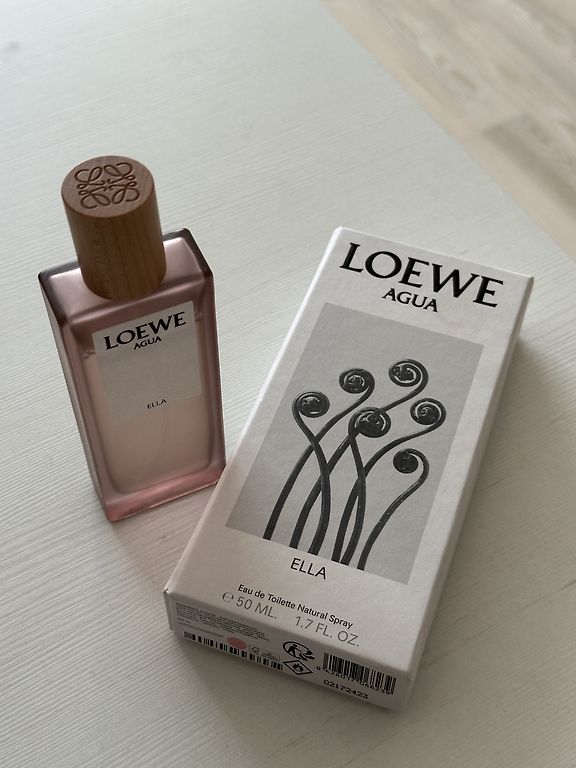 LOEWE
AGUA
ELLA
LOEWE
AGUA
ELLA
Eau de Toilette Natural Spray
℮ 50 ML. 1.7 FL. OZ.
02172423